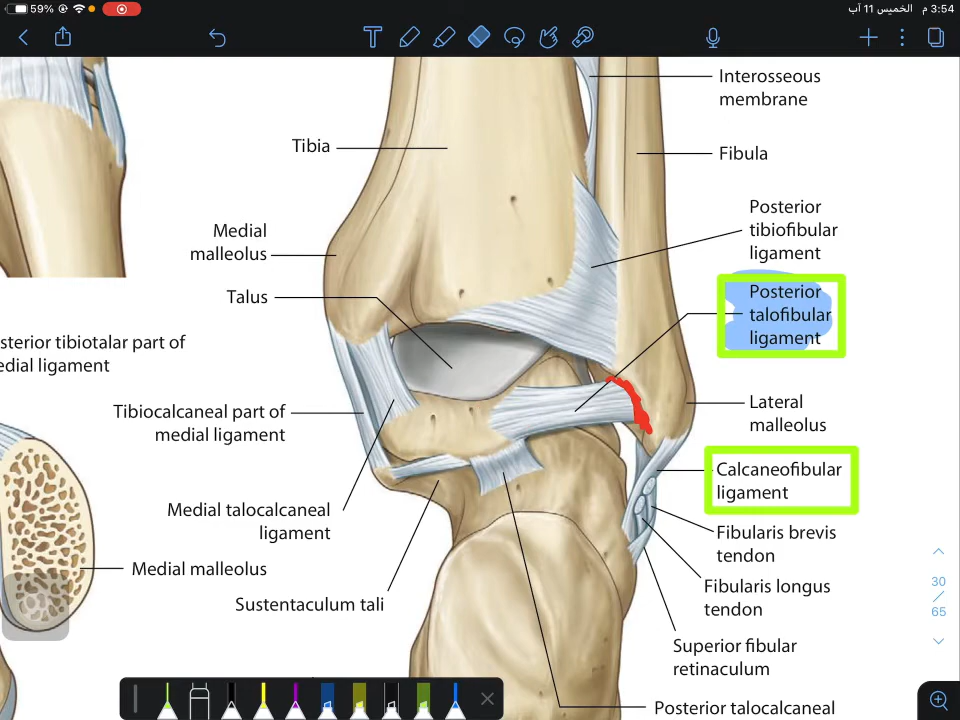 59%
3:54 م الخميس 11 آب
Interosseous
membrane
Tibia
Fibula
Posterior
tibiofibular
ligament
Medial
malleolus
Posterior
talofibular
ligament
Talus
sterior tibiotalar part of
edial ligament
Tibiocalcaneal part of
medial ligament
Lateral
malleolus
Calcaneofibular
ligament
Medial talocalcaneal
ligament
Fibularis brevis
tendon
Medial malleolus
Fibularis longus
tendon
Sustentaculum tali
Superior fibular
retinaculum
Posterior talocalcaneal
30
/
65